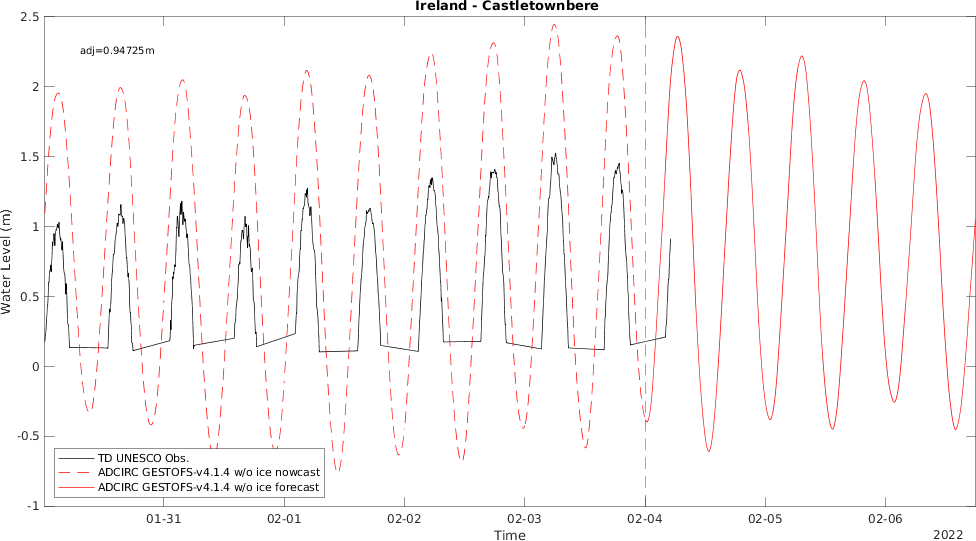 Ireland - Castletownbere
adj=0.94725m
2.5
2
1.5
1
0.5
0
-0.5
-1
Water Level (m)
TD UNESCO Obs.
ADCIRC GESTOFS-v4.1.4 w/o ice nowcast
ADCIRC GESTOFS-v4.1.4 w/o ice forecast
01-31
02-01
02-02
02-03
02-04
02-05
02-06
Time
2022